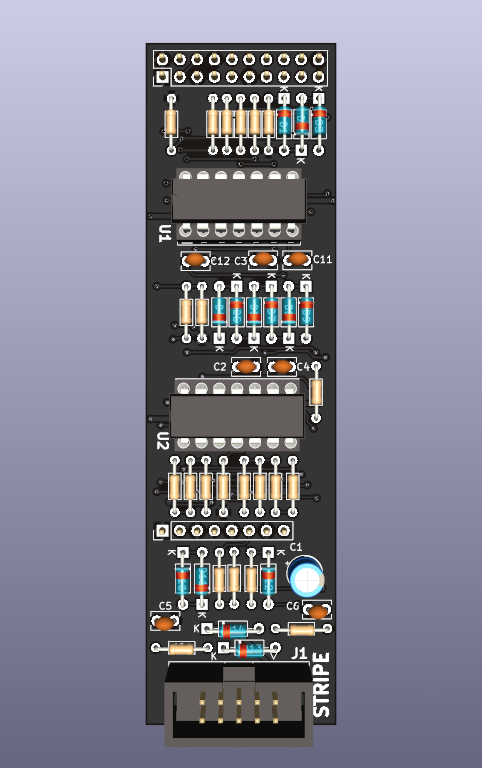 K K
K
U1
C12 C3 C11
K K K
K K K
C2 C4
U2
C1
K K
+
K
C5 C6
K
K
J1
STRIPE